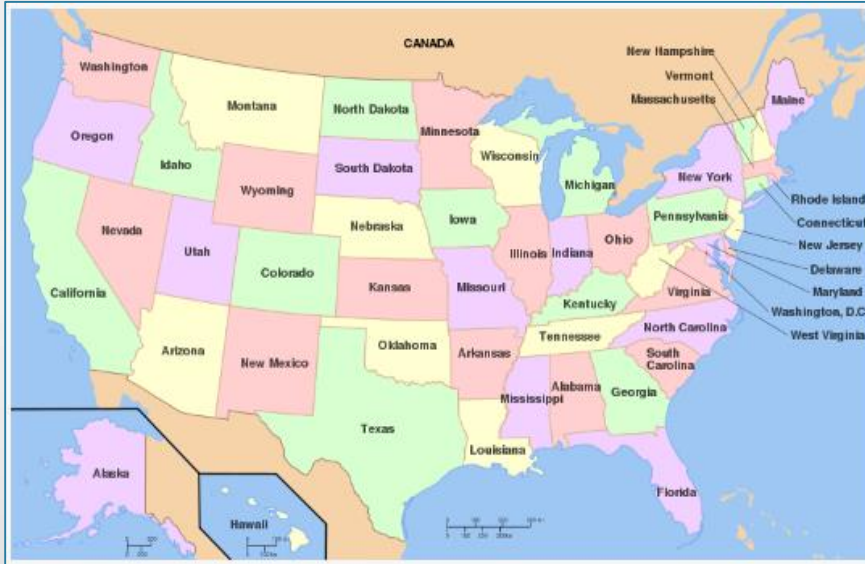 CANADA
New Hampshire
Vermont
Massachusetts
Washington
Montana
North Dakota
Minnesota
Maine
Oregon
Idaho
Wyoming
South Dakota
Wisconsin
Michigan
New York
Rhode Island
Connecticut
New Jersey
Delaware
Maryland
Washington, D.C
West Virginia
Nevada
Utah
Colorado
Nebraska
Iowa
Illinois
Indiana
Ohio
Pennsylvania
California
Kansas
Missouri
Kentucky
Virginia
Arizona
New Mexico
Oklahoma
Arkansas
Tennessee
North Carolina
South
Carolina
Texas
Louisiana
Mississippi
Alabama
Georgia
Florida
Alaska
Hawaii